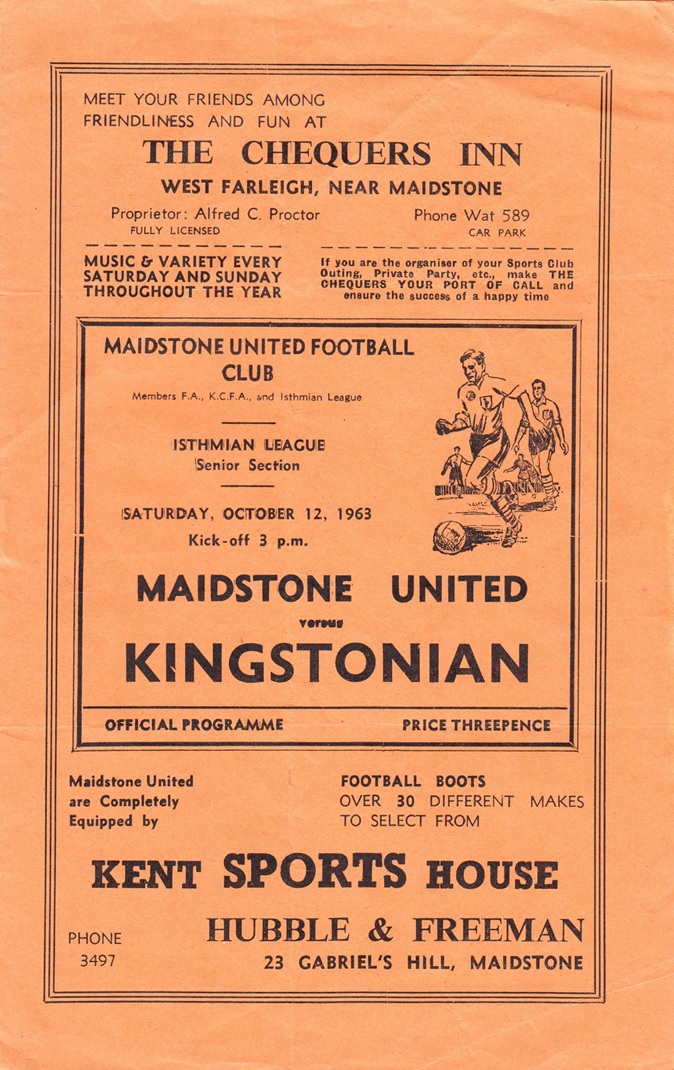 MEET YOUR FRIENDS AMONG
FRIENDLINESS AND FUN AT
THE CHEQUERS INN
WEST FARLEIGH, NEAR MAIDSTONE
Proprietor: Alfred C. Proctor
FULLY LICENSED
Phone Wat 589
CAR PARK
MUSIC & VARIETY EVERY
SATURDAY AND SUNDAY
THROUGHOUT THE YEAR
If you are the organiser of your Sports Club
Outing, Private Party, etc., make THE
CHEQUERS YOUR PORT OF CALL and
ensure the success of a happy time
MAIDSTONE UNITED FOOTBALL
CLUB
Members F.A., K.C.F.A., and Isthmian League
ISTHMIAN LEAGUE
Senior Section
SATURDAY, OCTOBER 12, 1963
Kick-off 3 p.m.
MAIDSTONE UNITED
versus
KINGSTONIAN
OFFICIAL PROGRAMME
PRICE THREEPENCE
Maidstone United
are Completely
Equipped by
FOOTBALL BOOTS
OVER 30 DIFFERENT MAKES
TO SELECT FROM
KENT SPORTS HOUSE
HUBBLE & FREEMAN
23 GABRIEL'S HILL, MAIDSTONE
PHONE
3497